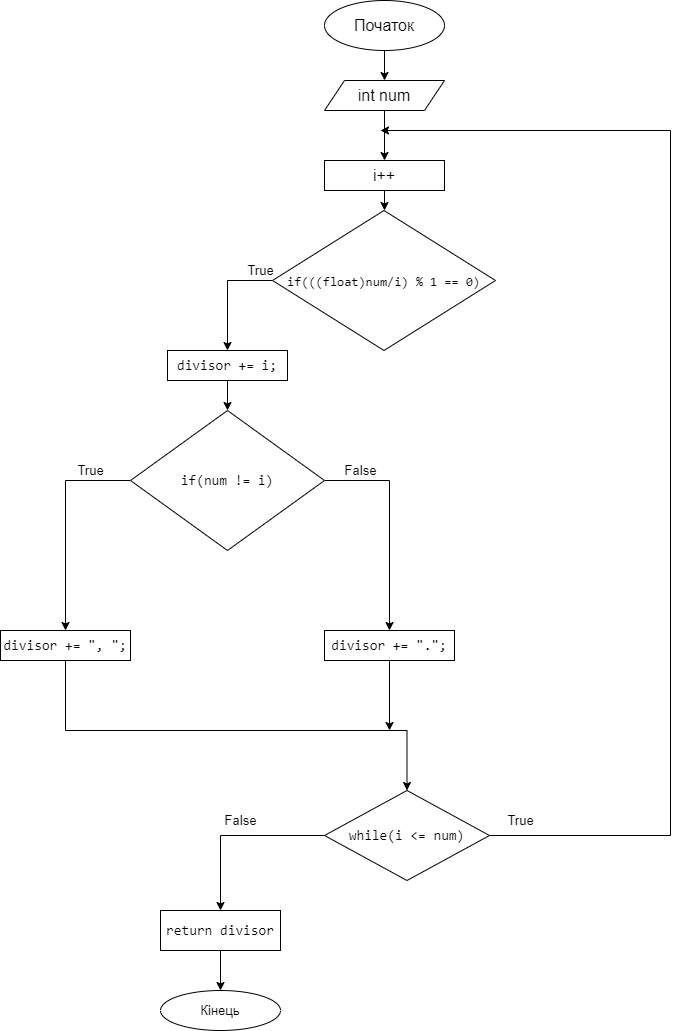 Початок
int num
i++
True
if(((float)num/i) % 1 == 0)
divisor += i;
True
False
if(num != i)
divisor += ", ";
divisor += ".";
False
True
while(i <= num)
return divisor
Кінець